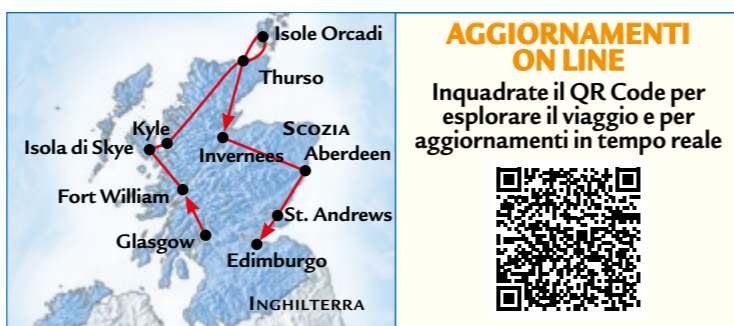 Isole Orcadi
Thurso
Kyle
Isola di Skye
SCOZIA
Invernees
Aberdeen
Fort William
St. Andrews
Glasgow
Edimburgo
INGHILTERRA
AGGIORNAMENTI
ON LINE
Inquadrate il QR Code per
esplorare il viaggio e per
aggiornamenti in tempo reale